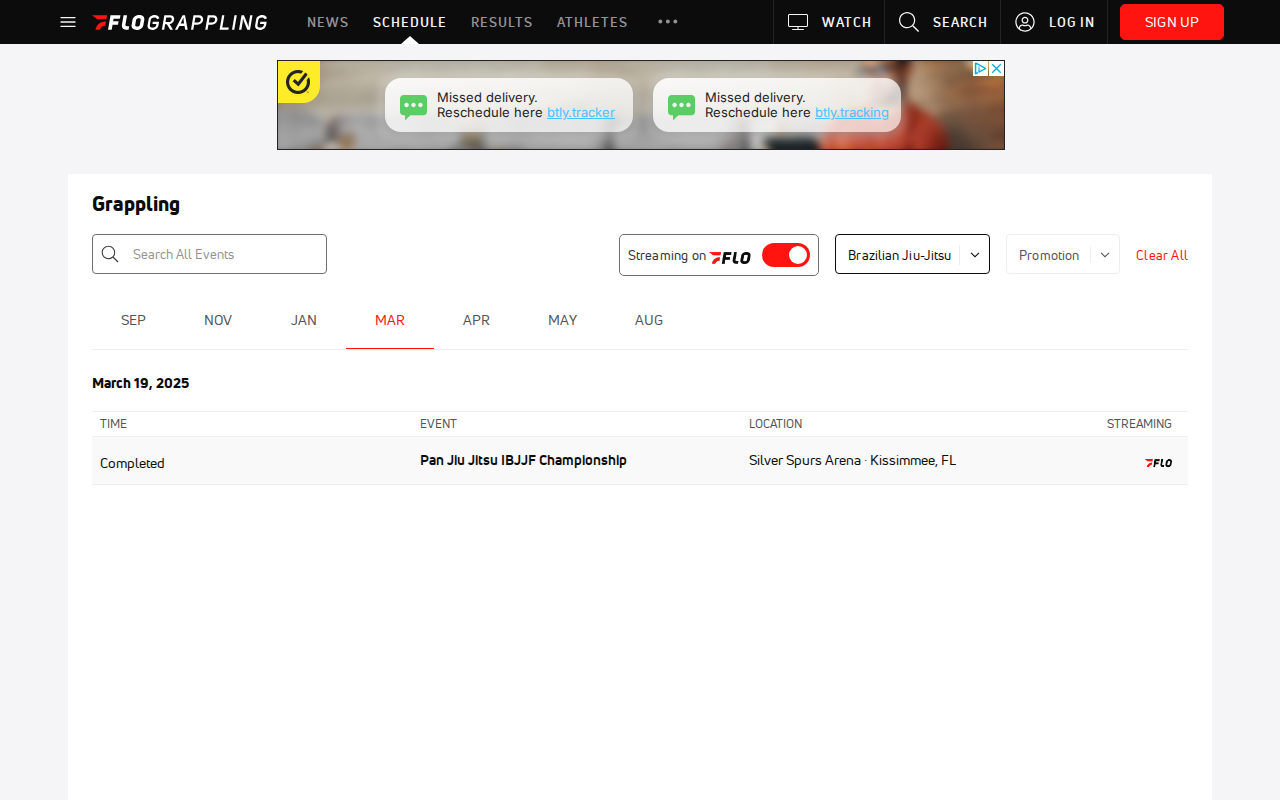 FLOGRAPPLING NEWS SCHEDULE RESULTS ATHLETES WATCH SEARCH LOG IN SIGN UP
Missed delivery.
Reschedule here btly.tracker
Missed delivery.
Reschedule here btly.tracking
Grappling
Search All Events
Streaming on FLO
Brazilian Jiu-Jitsu
Promotion
Clear All
SEP NOV JAN MAR APR MAY AUG
March 19, 2025
TIME EVENT LOCATION STREAMING
Completed Pan Jiu Jitsu IBJJF Championship Silver Spurs Arena · Kissimmee, FL FLO